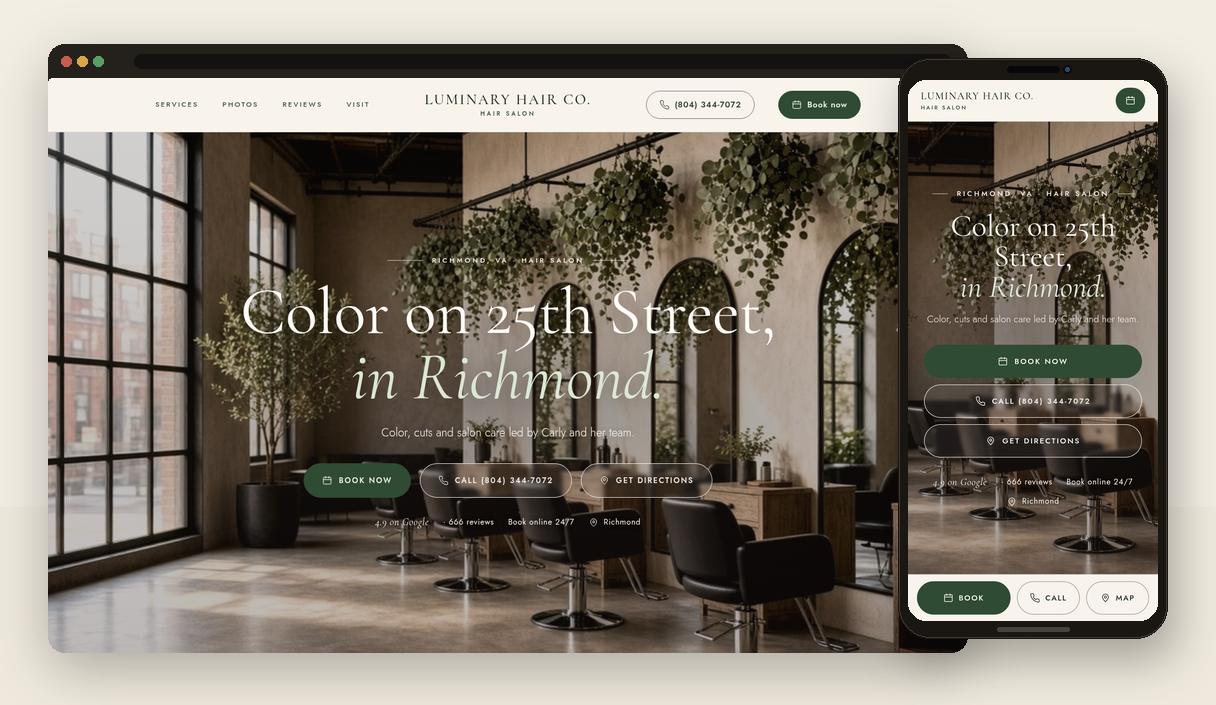 SERVICES PHOTOS REVIEWS VISIT
LUMINARY HAIR CO.
HAIR SALON
(804) 344-7072
Book now
RICHMOND, VA · HAIR SALON
Color on 25th Street,
in Richmond.
Color, cuts and salon care led by Carly and her team.
BOOK NOW
CALL (804) 344-7072
GET DIRECTIONS
4.9 on Google · 666 reviews Book online 24/7 Richmond
LUMINARY HAIR CO.
HAIR SALON
RICHMOND, VA · HAIR SALON
Color on 25th
Street,
in Richmond.
Color, cuts and salon care led by Carly and her team.
BOOK NOW
CALL (804) 344-7072
GET DIRECTIONS
4.9 on Google · 666 reviews Book online 24/7
Richmond
BOOK
CALL
MAP